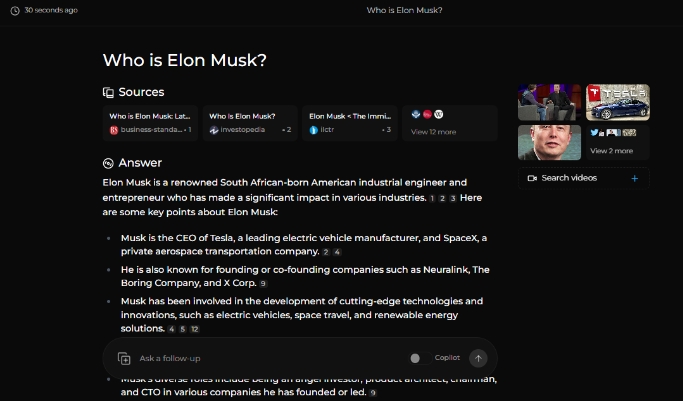 30 seconds ago
Who is Elon Musk?
Who is Elon Musk?
Sources
Who is Elon Musk: Lat...
business-standa... • 1
Who Is Elon Musk?
investopedia • 2
Elon Musk < The Immi...
ilctr • 3
View 12 more
TESLA
View 2 more
Search videos
Answer
Elon Musk is a renowned South African-born American industrial engineer and
entrepreneur who has made a significant impact in various industries. 1 2 3 Here
are some key points about Elon Musk:
• Musk is the CEO of Tesla, a leading electric vehicle manufacturer, and SpaceX, a
private aerospace transportation company. 2 4
• He is also known for founding or co-founding companies such as Neuralink, The
Boring Company, and X Corp. 9
• Musk has been involved in the development of cutting-edge technologies and
innovations, such as electric vehicles, space travel, and renewable energy
solutions. 4 5 12
Ask a follow-up
Copilot
Musk's diverse roles include being an angel investor, product architect, chairman,
and CTO in various companies he has founded or led. 9